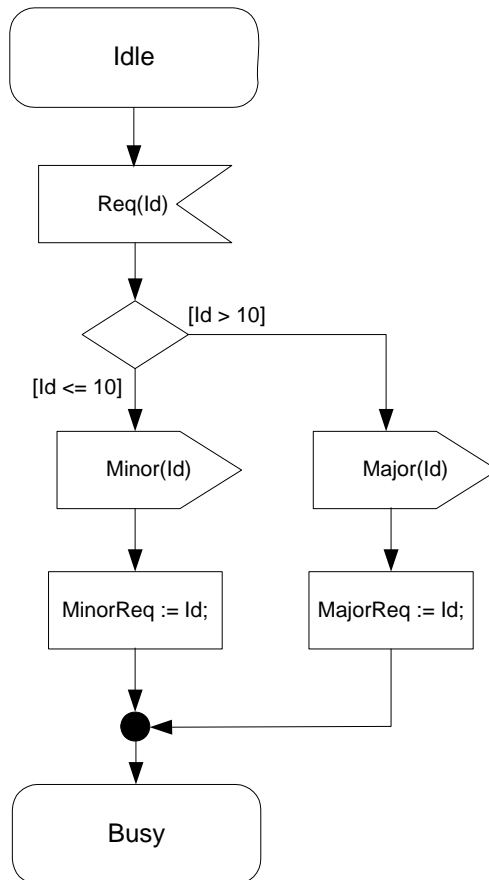 Idle
Req(Id)
[Id > 10]
[Id <= 10]
Minor(Id)
Major(Id)
MinorReq := Id;
MajorReq := Id;
Busy